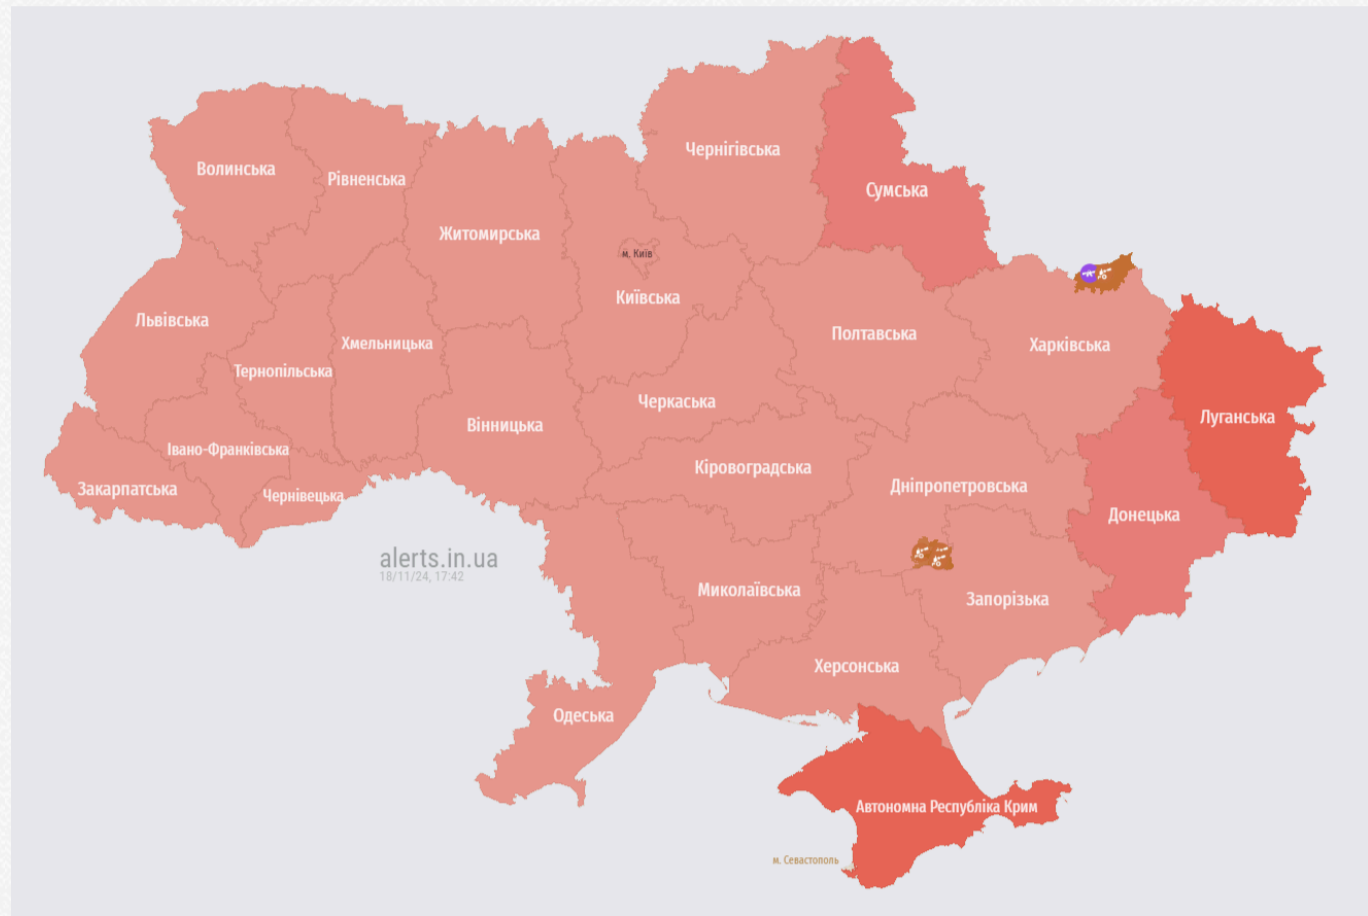 Чернігівська
Волинська
Рівненська
Сумська
Житомирська
м. Київ
Київська
Львівська
Полтавська
Хмельницька
Харківська
Тернопільська
Черкаська
Луганська
Вінницька
Івано-Франківська
Кіровоградська
Закарпатська
Чернівецька
Дніпропетровська
Донецька
alerts.in.ua
18/11/24, 17:42
Миколаївська
Запорізька
Херсонська
Одеська
Автономна Республіка Крим
м. Севастополь